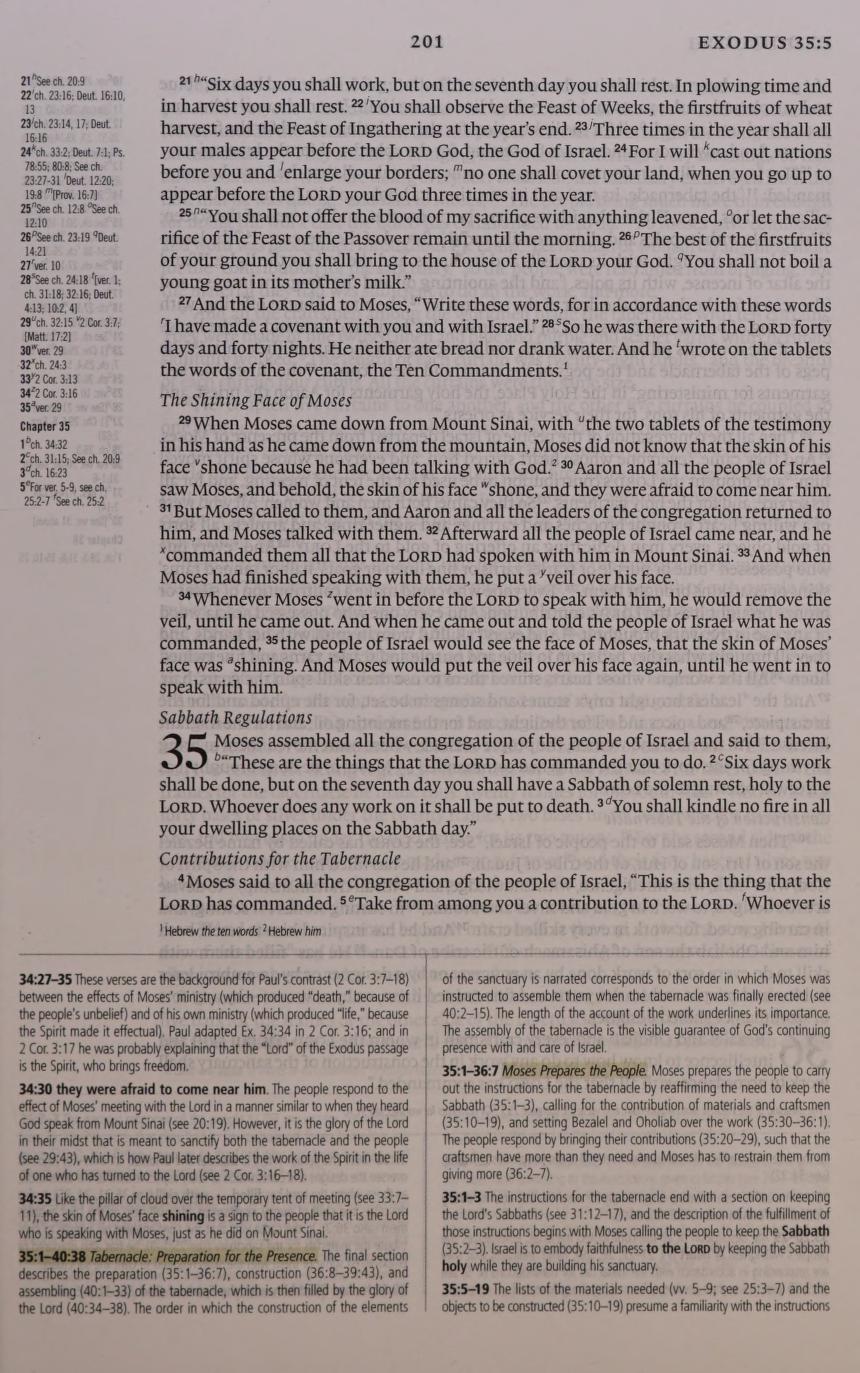 201
EXODUS 35:5
21 h See ch. 20:9
22 i ch. 23:16; Deut. 16:10,
13
23 j ch. 23:14, 17; Deut.
16:16
24 k ch. 33:2; Deut. 7:1; Ps.
78:55; 80:8; See ch.
23:27-31 l Deut. 12:20;
19:8 m [Prov. 16:7]
25 n See ch. 12:8 o See ch.
12:10
26 p See ch. 23:19 q Deut.
14:21
27 r ver. 10
28 s See ch. 24:18 t [ver. 1;
ch. 31:18; 32:16; Deut.
4:13; 10:2, 4]
29 u ch. 32:15 v 2 Cor. 3:7;
[Matt. 17:2]
30 w ver. 29
32 x ch. 24:3
33 y 2 Cor. 3:13
34 z 2 Cor. 3:16
35 a ver. 29
Chapter 35
1 b ch. 34:32
2 c ch. 31:15; See ch. 20:9
3 d ch. 16:23
5 e For ver. 5-9, see ch.
25:2-7 f See ch. 25:2
21 h “Six days you shall work, but on the seventh day you shall rest. In plowing time and
in harvest you shall rest. 22 i You shall observe the Feast of Weeks, the firstfruits of wheat
harvest, and the Feast of Ingathering at the year’s end. 23 j Three times in the year shall all
your males appear before the LORD God, the God of Israel. 24 For I will k cast out nations
before you and l enlarge your borders; m no one shall covet your land, when you go up to
appear before the LORD your God three times in the year.
25 n “You shall not offer the blood of my sacrifice with anything leavened, o or let the sac-
rifice of the Feast of the Passover remain until the morning. 26 p The best of the firstfruits
of your ground you shall bring to the house of the LORD your God. q You shall not boil a
young goat in its mother’s milk.”
27 And the LORD said to Moses, “Write these words, for in accordance with these words
r I have made a covenant with you and with Israel.” 28 s So he was there with the LORD forty
days and forty nights. He neither ate bread nor drank water. And he t wrote on the tablets
the words of the covenant, the Ten Commandments.1
The Shining Face of Moses
29 When Moses came down from Mount Sinai, with u the two tablets of the testimony
in his hand as he came down from the mountain, Moses did not know that the skin of his
face v shone because he had been talking with God.2 30 Aaron and all the people of Israel
saw Moses, and behold, the skin of his face w shone, and they were afraid to come near him.
31 But Moses called to them, and Aaron and all the leaders of the congregation returned to
him, and Moses talked with them. 32 Afterward all the people of Israel came near, and he
x commanded them all that the LORD had spoken with him in Mount Sinai. 33 And when
Moses had finished speaking with them, he put a y veil over his face.
34 Whenever Moses z went in before the LORD to speak with him, he would remove the
veil, until he came out. And when he came out and told the people of Israel what he was
commanded, 35 the people of Israel would see the face of Moses, that the skin of Moses’
face was a shining. And Moses would put the veil over his face again, until he went in to
speak with him.
Sabbath Regulations
35 Moses assembled all the congregation of the people of Israel and said to them,
b “These are the things that the LORD has commanded you to do. 2 c Six days work
shall be done, but on the seventh day you shall have a Sabbath of solemn rest, holy to the
LORD. Whoever does any work on it shall be put to death. 3 d You shall kindle no fire in all
your dwelling places on the Sabbath day.”
Contributions for the Tabernacle
4 Moses said to all the congregation of the people of Israel, “This is the thing that the
LORD has commanded. 5 e Take from among you a contribution to the LORD. f Whoever is
1 Hebrew the ten words 2 Hebrew him
34:27–35 These verses are the background for Paul’s contrast (2 Cor. 3:7–18)
between the effects of Moses’ ministry (which produced “death,” because of
the people’s unbelief) and of his own ministry (which produced “life,” because
the Spirit made it effectual). Paul adapted Ex. 34:34 in 2 Cor. 3:16; and in
2 Cor. 3:17 he was probably explaining that the “Lord” of the Exodus passage
is the Spirit, who brings freedom.
34:30 they were afraid to come near him. The people respond to the
effect of Moses’ meeting with the Lord in a manner similar to when they heard
God speak from Mount Sinai (see 20:19). However, it is the glory of the Lord
in their midst that is meant to sanctify both the tabernacle and the people
(see 29:43), which is how Paul later describes the work of the Spirit in the life
of one who has turned to the Lord (see 2 Cor. 3:16–18).
34:35 Like the pillar of cloud over the temporary tent of meeting (see 33:7–
11), the skin of Moses’ face shining is a sign to the people that it is the Lord
who is speaking with Moses, just as he did on Mount Sinai.
35:1–40:38 Tabernacle: Preparation for the Presence. The final section
describes the preparation (35:1–36:7), construction (36:8–39:43), and
assembling (40:1–33) of the tabernacle, which is then filled by the glory of
the Lord (40:34–38). The order in which the construction of the elements
of the sanctuary is narrated corresponds to the order in which Moses was
instructed to assemble them when the tabernacle was finally erected (see
40:2–15). The length of the account of the work underlines its importance.
The assembly of the tabernacle is the visible guarantee of God’s continuing
presence with and care of Israel.
35:1–36:7 Moses Prepares the People. Moses prepares the people to carry
out the instructions for the tabernacle by reaffirming the need to keep the
Sabbath (35:1–3), calling for the contribution of materials and craftsmen
(35:10–19), and setting Bezalel and Oholiab over the work (35:30–36:1).
The people respond by bringing their contributions (35:20–29), such that the
craftsmen have more than they need and Moses has to restrain them from
giving more (36:2–7).
35:1–3 The instructions for the tabernacle end with a section on keeping
the Lord’s Sabbaths (see 31:12–17), and the description of the fulfillment of
those instructions begins with Moses calling the people to keep the Sabbath
(35:2–3). Israel is to embody faithfulness to the LORD by keeping the Sabbath
holy while they are building his sanctuary.
35:5–19 The lists of the materials needed (vv. 5–9; see 25:3–7) and the
objects to be constructed (35:10–19) presume a familiarity with the instructions